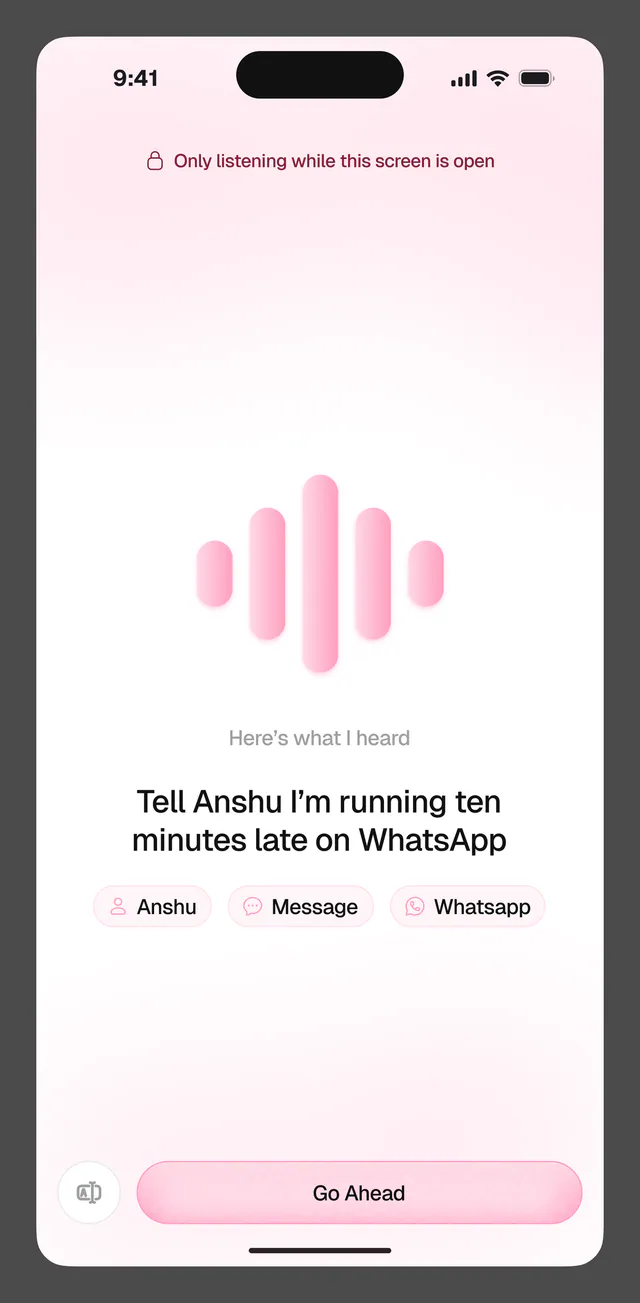 9:41
Only listening while this screen is open
Here’s what I heard
Tell Anshu I’m running ten
minutes late on WhatsApp
Anshu
Message
Whatsapp
A
Go Ahead